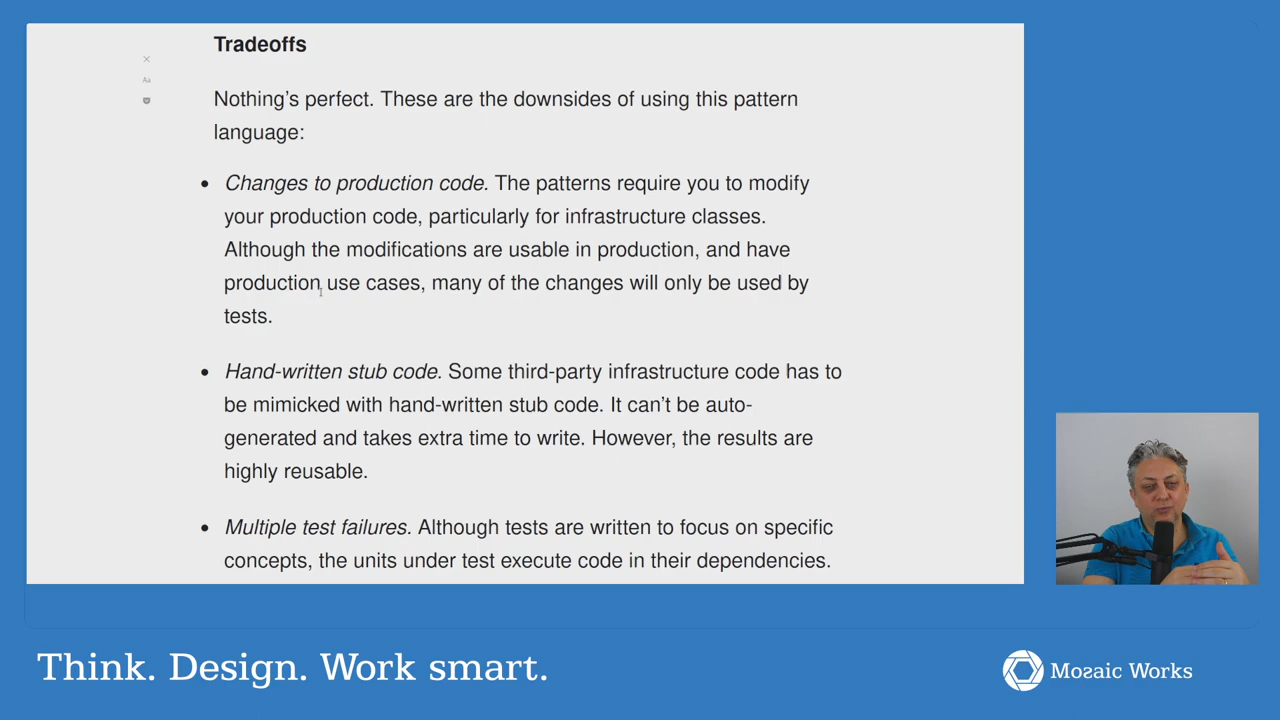 Tradeoffs
Aa
Nothing's perfect. These are the downsides of using this pattern
language:
• Changes to production code. The patterns require you to modify
your production code, particularly for infrastructure classes.
Although the modifications are usable in production, and have
production use cases, many of the changes will only be used by
tests.
• Hand-written stub code. Some third-party infrastructure code has to
be mimicked with hand-written stub code. It can't be auto-
generated and takes extra time to write. However, the results are
highly reusable.
• Multiple test failures. Although tests are written to focus on specific
concepts, the units under test execute code in their dependencies.
Think. Design. Work smart.
Mozaic Works